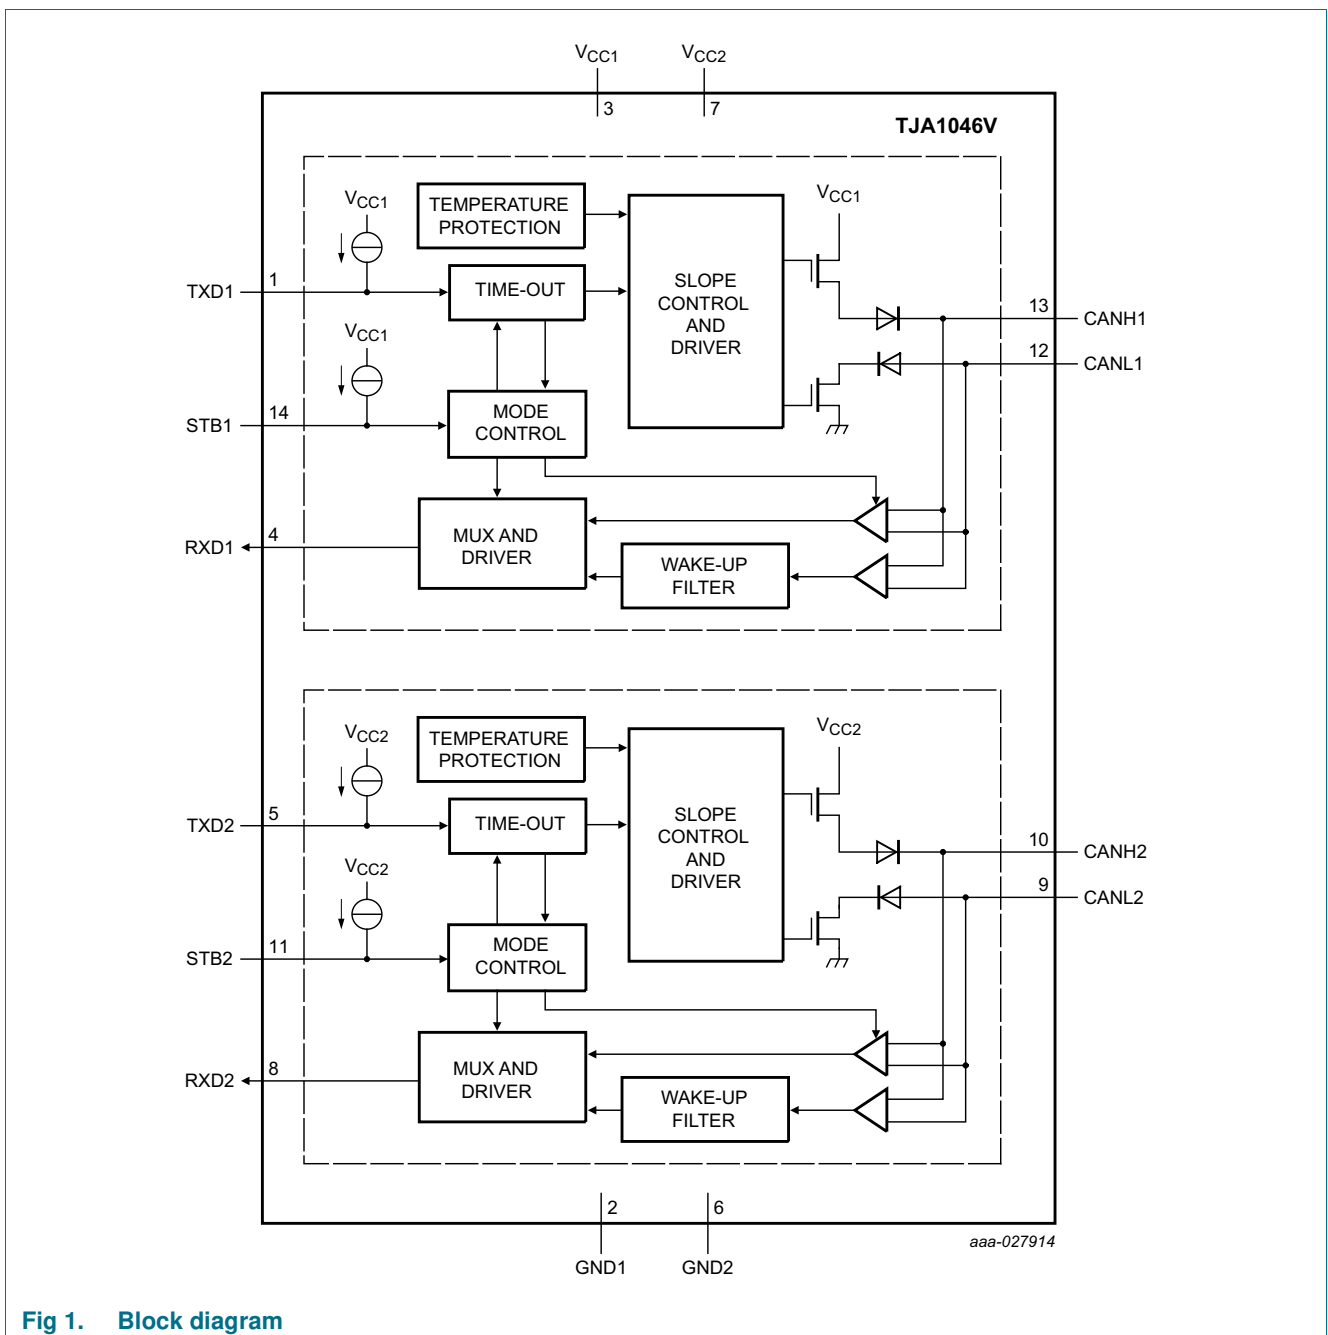 VCC1
VCC2
3
7
TJA1046V
VCC1
TEMPERATURE
PROTECTION
VCC1
TXD1
1
TIME-OUT
SLOPE
CONTROL
AND
DRIVER
13
CANH1
VCC1
12
CANL1
STB1
14
MODE
CONTROL
RXD1
4
MUX AND
DRIVER
WAKE-UP
FILTER
VCC2
TEMPERATURE
PROTECTION
VCC2
TXD2
5
TIME-OUT
SLOPE
CONTROL
AND
DRIVER
10
CANH2
VCC2
9
CANL2
STB2
11
MODE
CONTROL
RXD2
8
MUX AND
DRIVER
WAKE-UP
FILTER
2
6
GND1
GND2
aaa-027914
Fig 1. Block diagram